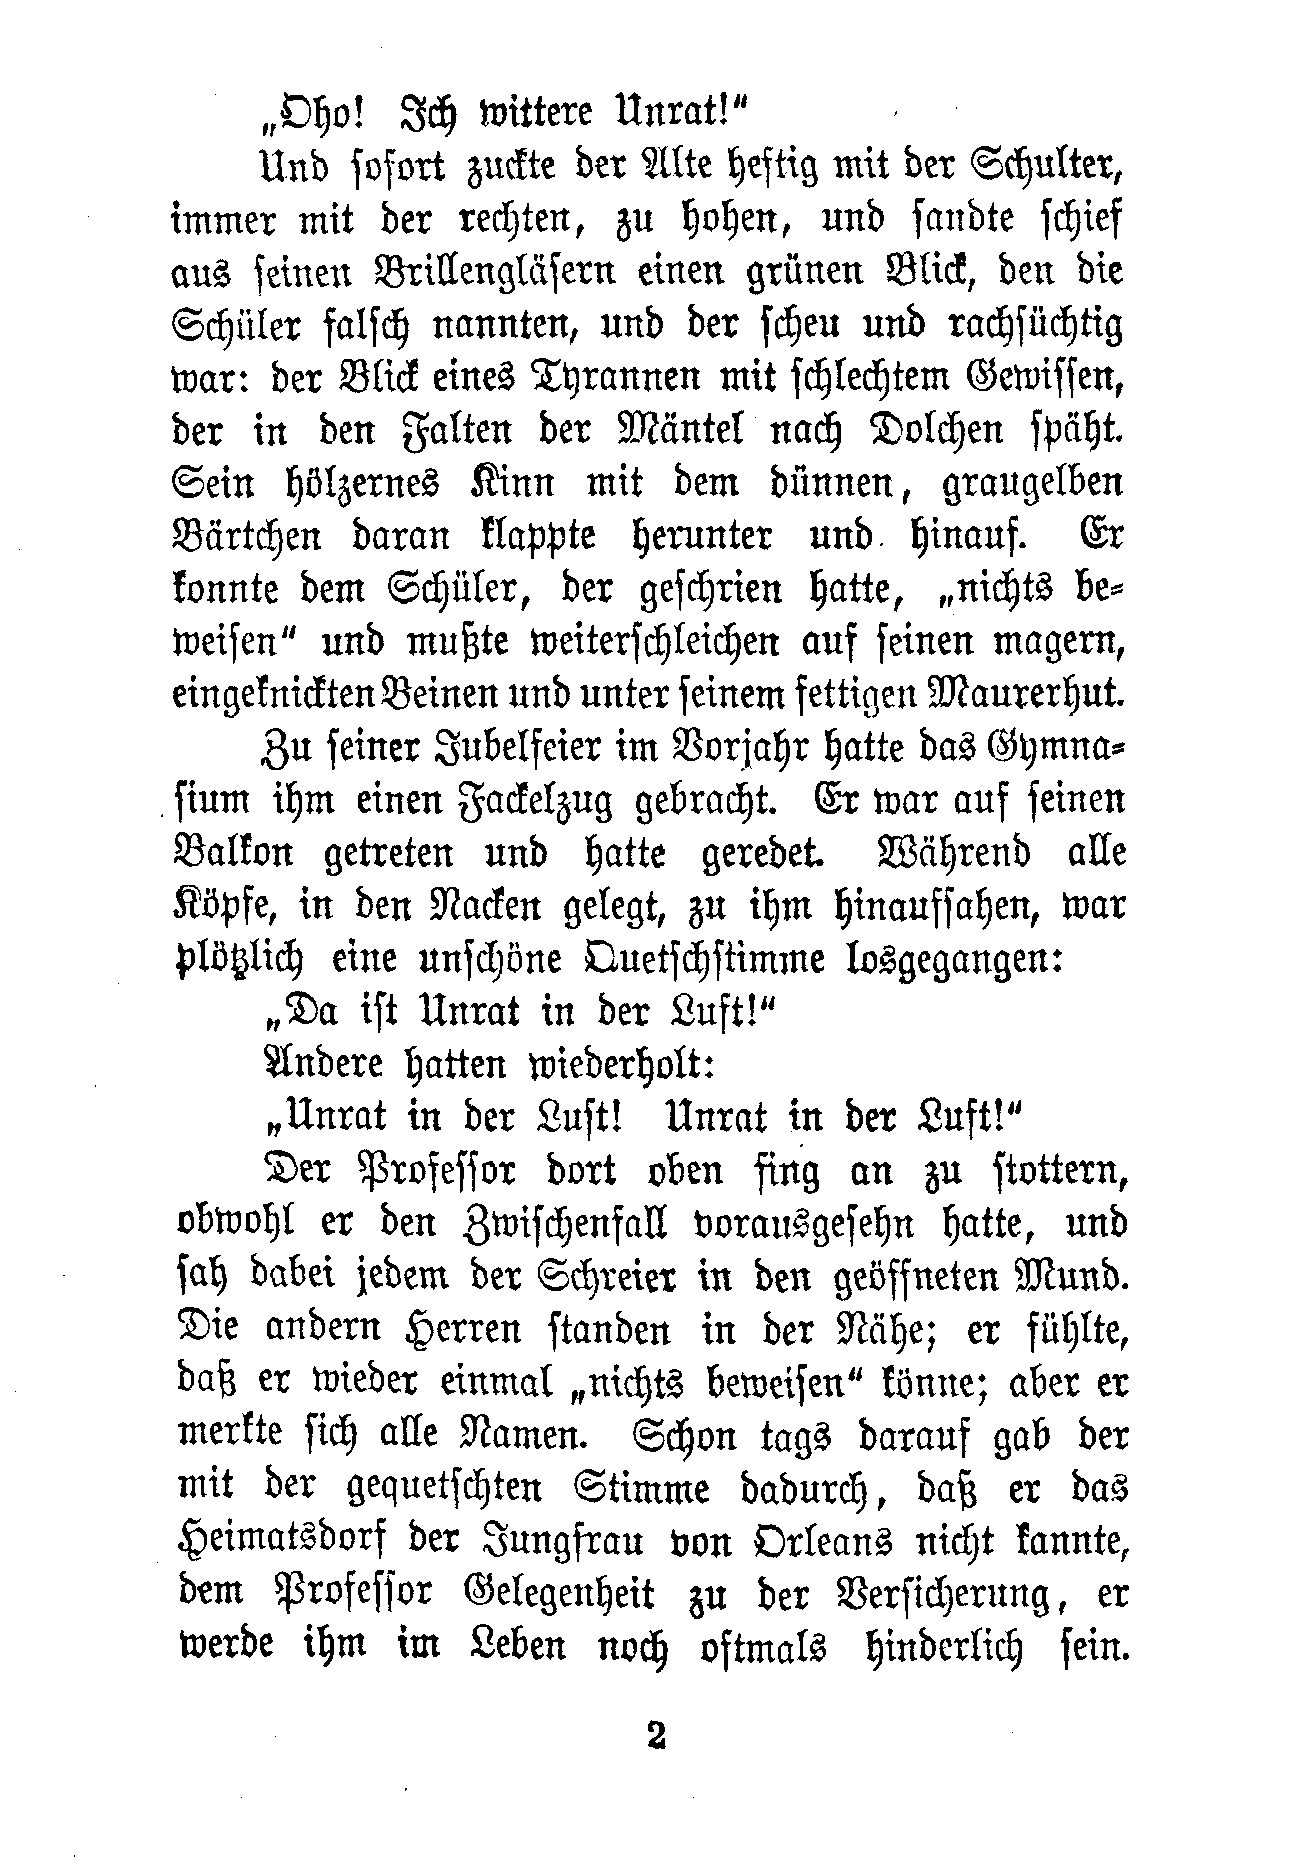 „Oho! Ich wittere Unrat!“
Und sofort zuckte der Alte heftig mit der Schulter,
immer mit der rechten, zu hohen, und sandte schief
aus seinen Brillengläsern einen grünen Blick, den die
Schüler falsch nannten, und der scheu und rachsüchtig
war: der Blick eines Tyrannen mit schlechtem Gewissen,
der in den Falten der Mäntel nach Dolchen späht.
Sein hölzernes Kinn mit dem dünnen, graugelben
Bärtchen daran klappte herunter und hinauf. Er
konnte dem Schüler, der geschrien hatte, „nichts be-
weisen“ und mußte weiterschleichen auf seinen magern,
eingeknickten Beinen und unter seinem fettigen Maurerhut.
Zu seiner Jubelfeier im Vorjahr hatte das Gymna-
sium ihm einen Fackelzug gebracht. Er war auf seinen
Balkon getreten und hatte geredet. Während alle
Köpfe, in den Nacken gelegt, zu ihm hinaufsahen, war
plötzlich eine unschöne Quetschstimme losgegangen:
„Da ist Unrat in der Luft!“
Andere hatten wiederholt:
„Unrat in der Luft! Unrat in der Luft!“
Der Professor dort oben fing an zu stottern,
obwohl er den Zwischenfall vorausgesehn hatte, und
sah dabei jedem der Schreier in den geöffneten Mund.
Die andern Herren standen in der Nähe; er fühlte,
daß er wieder einmal „nichts beweisen“ könne; aber er
merkte sich alle Namen. Schon tags darauf gab der
mit der gequetschten Stimme dadurch, daß er das
Heimatsdorf der Jungfrau von Orleans nicht kannte,
dem Professor Gelegenheit zu der Versicherung, er
werde ihm im Leben noch oftmals hinderlich sein.
2